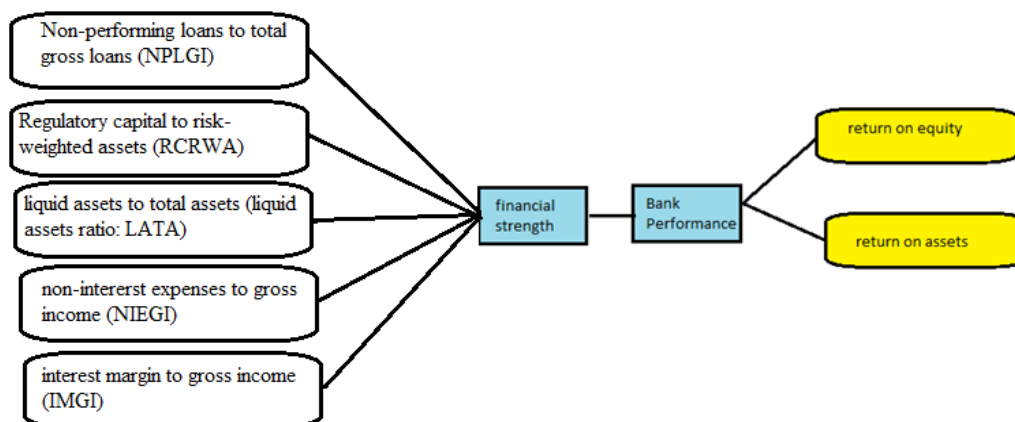 Non-performing loans to total
gross loans (NPLGI)
Regulatory capital to risk-
weighted assets (RCRWA)
liquid assets to total assets (liquid
assets ratio: LATA)
non-intererst expenses to gross
income (NIEGI)
interest margin to gross income
(IMGI)
financial
strength
Bank
Performance
return on equity
return on assets